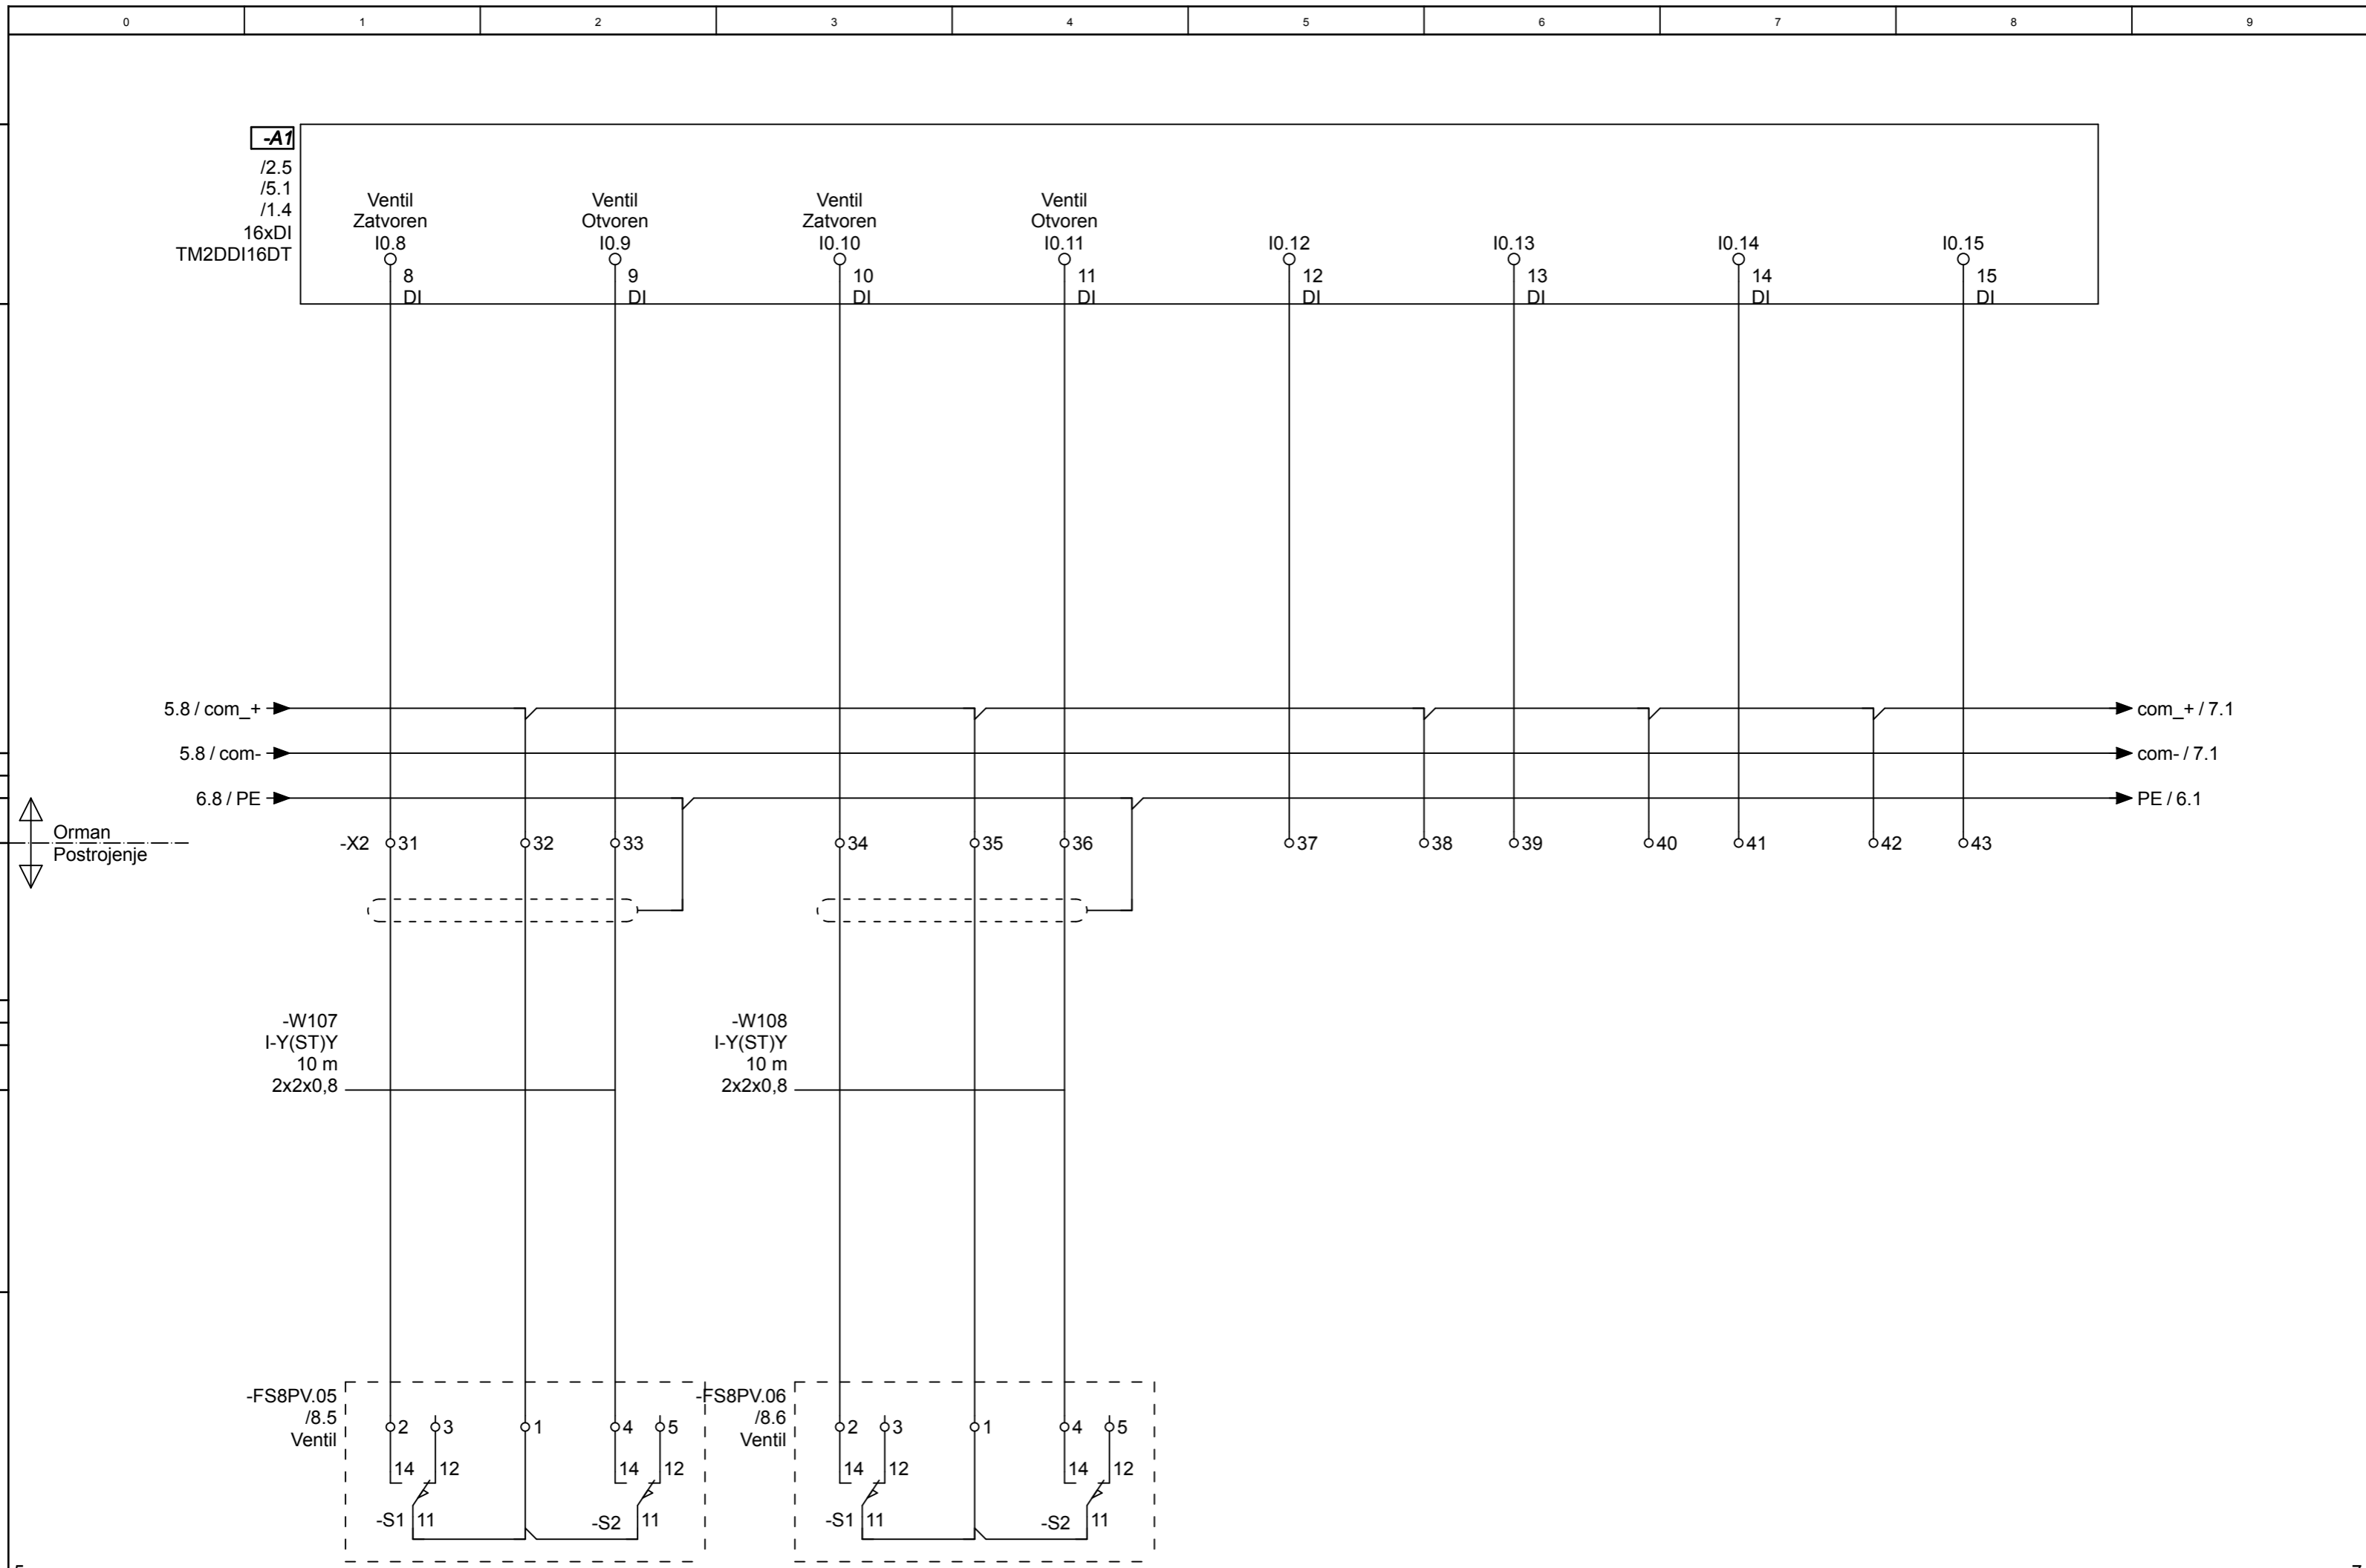 0 1 2 3 4 5 6 7 8 9
-A1
/2.5
/5.1
/1.4
16xDI
TM2DDI16DT
Ventil Ventil Ventil Ventil
Zatvoren Otvoren Zatvoren Otvoren
I0.8 I0.9 I0.10 I0.11 I0.12 I0.13 I0.14 I0.15
8 9 10 11 12 13 14 15
DI DI DI DI DI DI DI DI
5.8 / com_+ com_+ / 7.1
5.8 / com- com- / 7.1
6.8 / PE PE / 6.1
Orman
Postrojenje
-X2 31 32 33 34 35 36 37 38 39 40 41 42 43
-W107 -W108
I-Y(ST)Y I-Y(ST)Y
10 m 10 m
2x2x0,8 2x2x0,8
-FS8PV.05 -FS8PV.06
/8.5 /8.6
2 3 1 4 5 2 3 1 4 5
Ventil Ventil
14 12 14 12 14 12 14 12
-S1 11 -S2 11 -S1 11 -S2 11